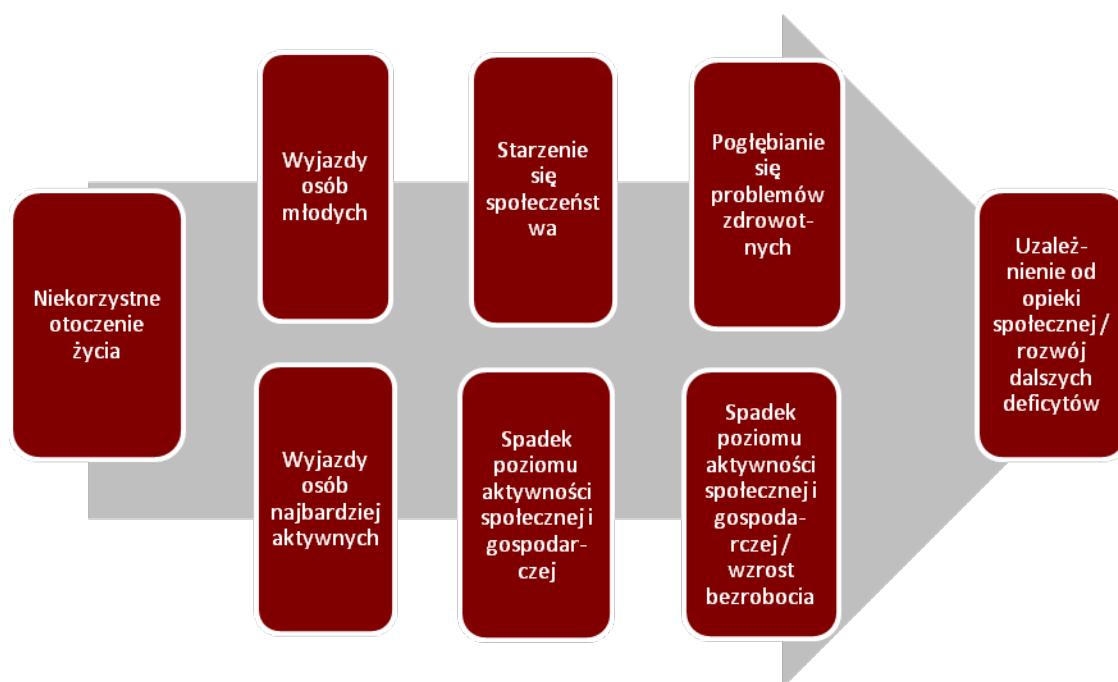 Niekorzystne
otoczenie
życia
Wyjazdy
osób
młodych
Starzenie
się
społeczeńst
wa
Pogłębianie
się
problemów
zdrowot-
nych
Wyjazdy
osób
najbardziej
aktywnych
Spadek
poziomu
aktywności
społecznej i
gospodar-
czej
Spadek
poziomu
aktywności
społecznej i
gospoda-
rczej /
wzrost
bezrobocia
Uzależ-
nienie od
opieki
społecznej /
rozwój
dalszych
deficytów